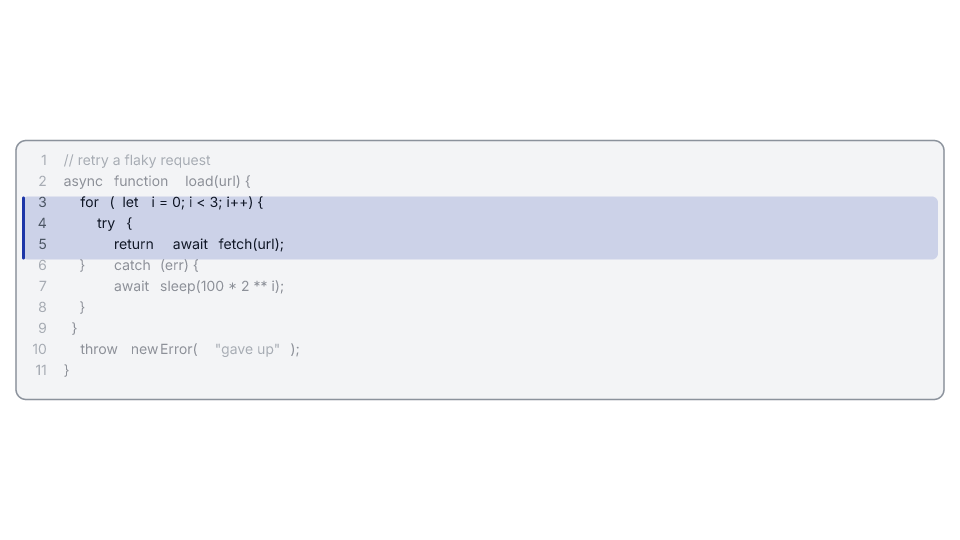 1 // retry a flaky request
2 async function load(url) {
3 for ( let i = 0; i < 3; i++) {
4 try {
5 return await fetch(url);
6 } catch (err) {
7 await sleep(100 * 2 ** i);
8 }
9 }
10 throw new Error( "gave up" );
11 }